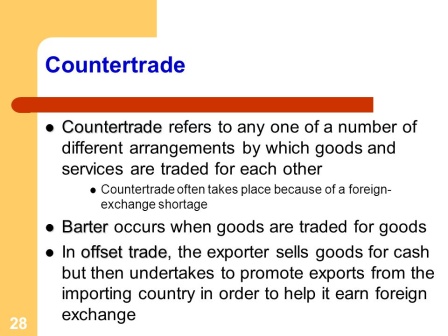 Countertrade
● Countertrade refers to any one of a number of
different arrangements by which goods and
services are traded for each other
● Countertrade often takes place because of a foreign-
exchange shortage
● Barter occurs when goods are traded for goods
● In offset trade, the exporter sells goods for cash
but then undertakes to promote exports from the
importing country in order to help it earn foreign
exchange
28